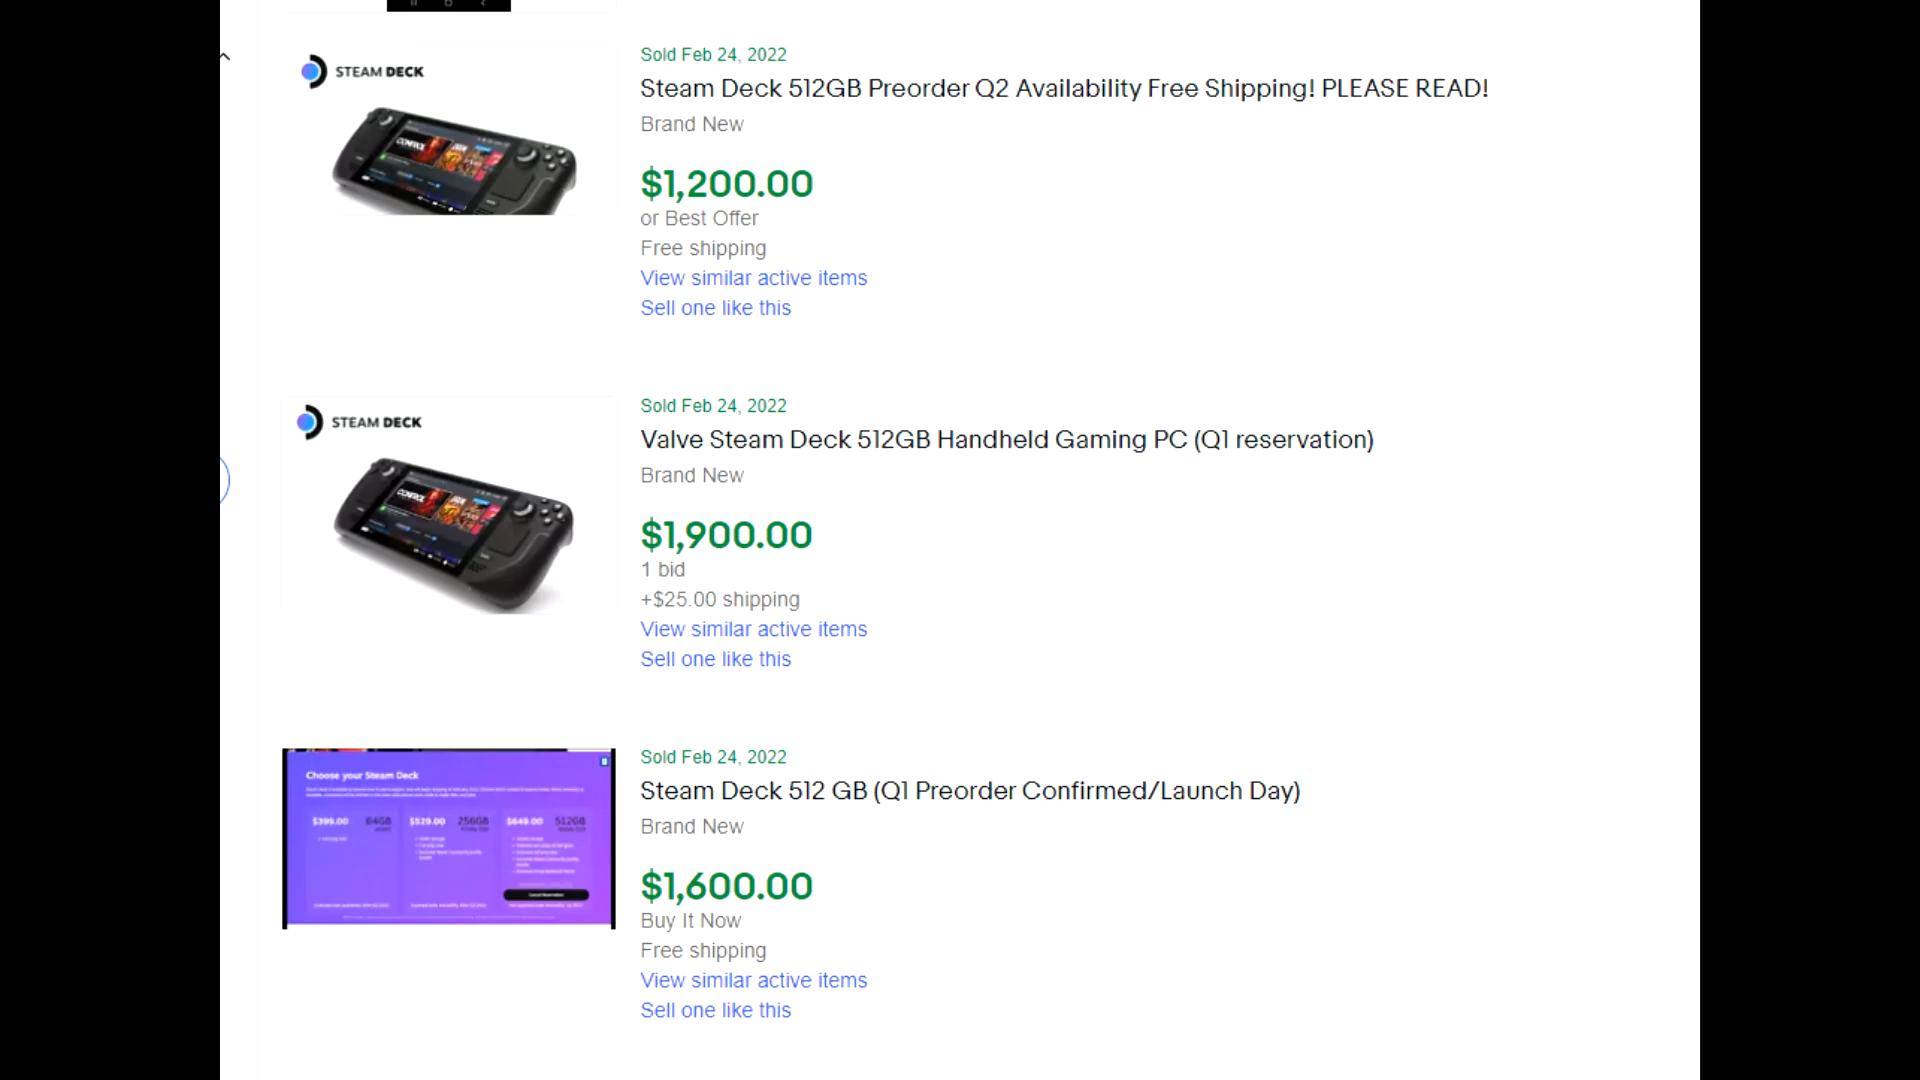 STEAM DECK
Sold Feb 24, 2022
Steam Deck 512GB Preorder Q2 Availability Free Shipping! PLEASE READ!
Brand New
$1,200.00
or Best Offer
Free shipping
View similar active items
Sell one like this
STEAM DECK
Sold Feb 24, 2022
Valve Steam Deck 512GB Handheld Gaming PC (Q1 reservation)
Brand New
$1,900.00
1 bid
+$25.00 shipping
View similar active items
Sell one like this
Choose your Steam Deck
$399.00 64GB $529.00 256GB $649.00 512GB
Sold Feb 24, 2022
Steam Deck 512 GB (Q1 Preorder Confirmed/Launch Day)
Brand New
$1,600.00
Buy It Now
Free shipping
View similar active items
Sell one like this